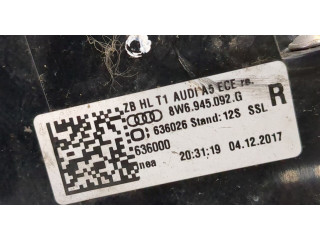 ZB HL T1 AUDI A5 ECE
8W6.945.092.G
R
636026 Stand:12S SSL
636000
nea 20:31:19 04.12.2017